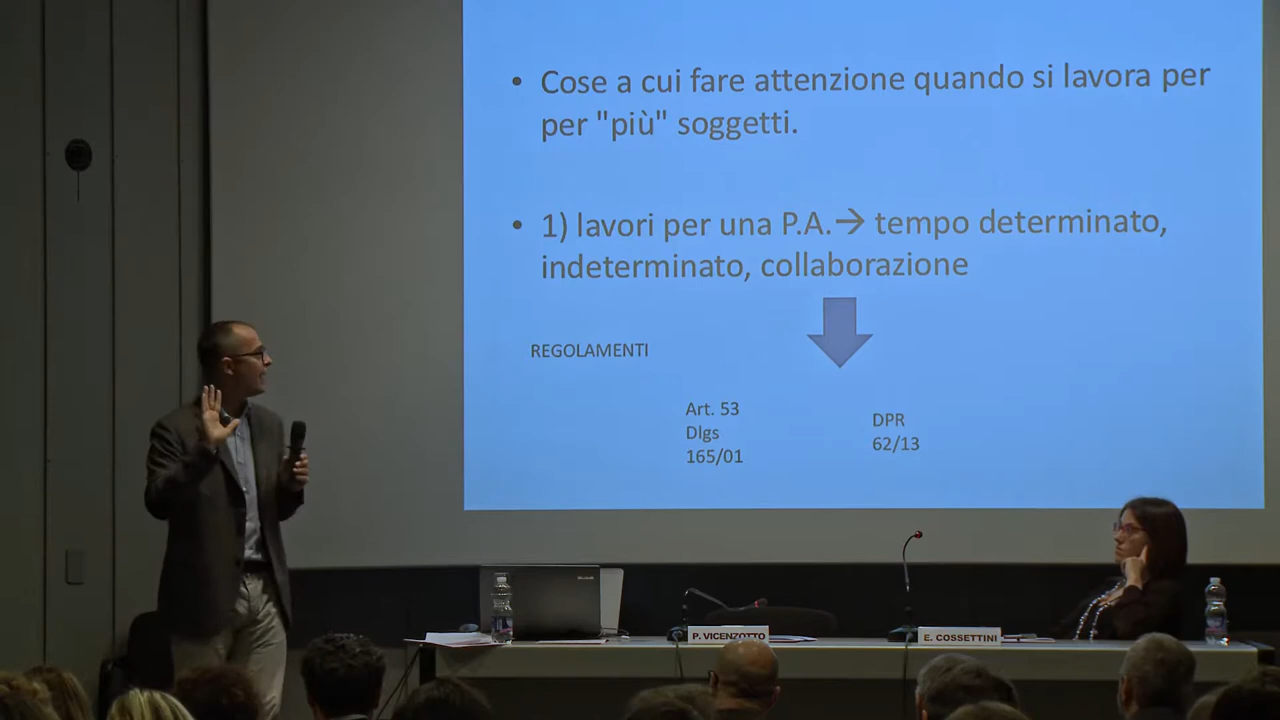 • Cose a cui fare attenzione quando si lavora per
per "più" soggetti.
• 1) lavori per una P.A.→ tempo determinato,
indeterminato, collaborazione
REGOLAMENTI
Art. 53
Dlgs
165/01
DPR
62/13
P. VICENZOTTO
E. COSSETTINI